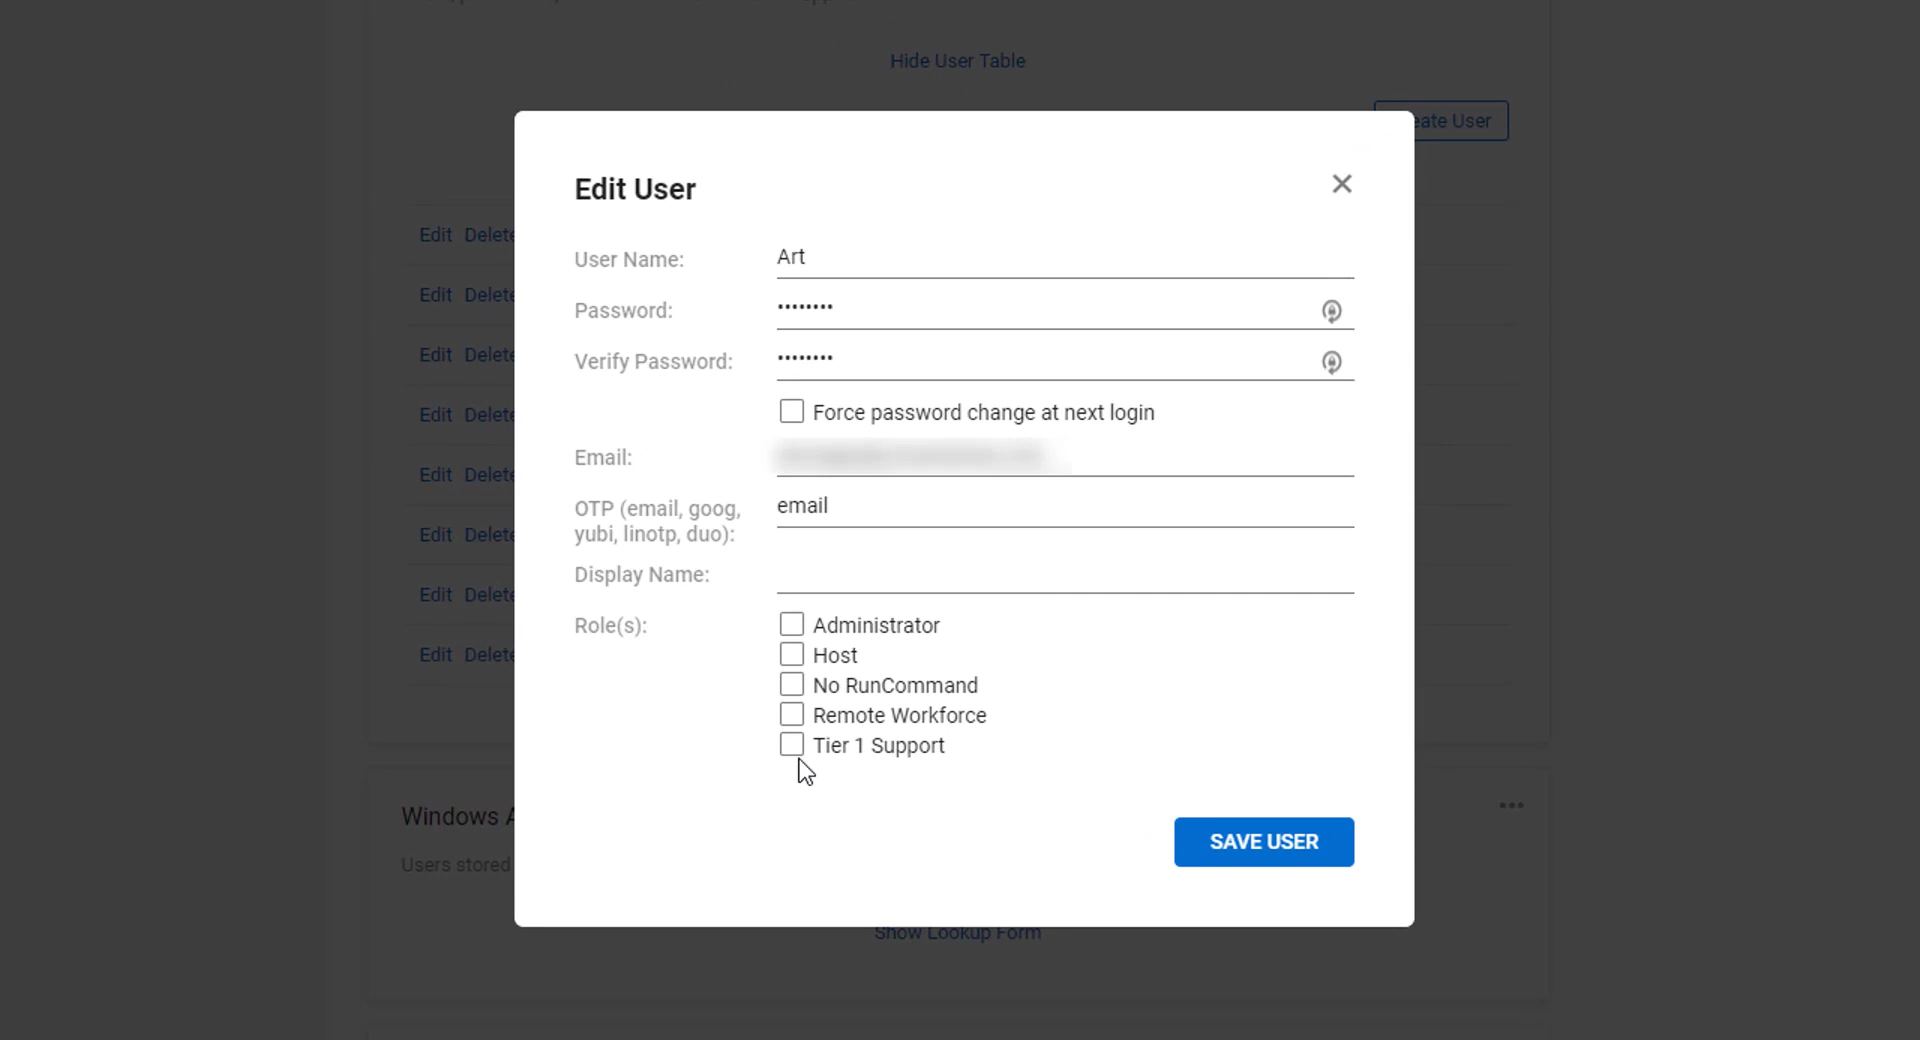 Hide User Table
eate User
Edit User
User Name: Art
Password: ••••••••
Verify Password: ••••••••
Force password change at next login
Email:
OTP (email, goog, yubi, linotp, duo): email
Display Name:
Role(s): Administrator
Host
No RunCommand
Remote Workforce
Tier 1 Support
SAVE USER
Edit Delete
Edit Delete
Edit Delete
Edit Delete
Edit Delete
Edit Delete
Edit Delete
Edit Delete
Windows A
Users stored
Show Lookup Form